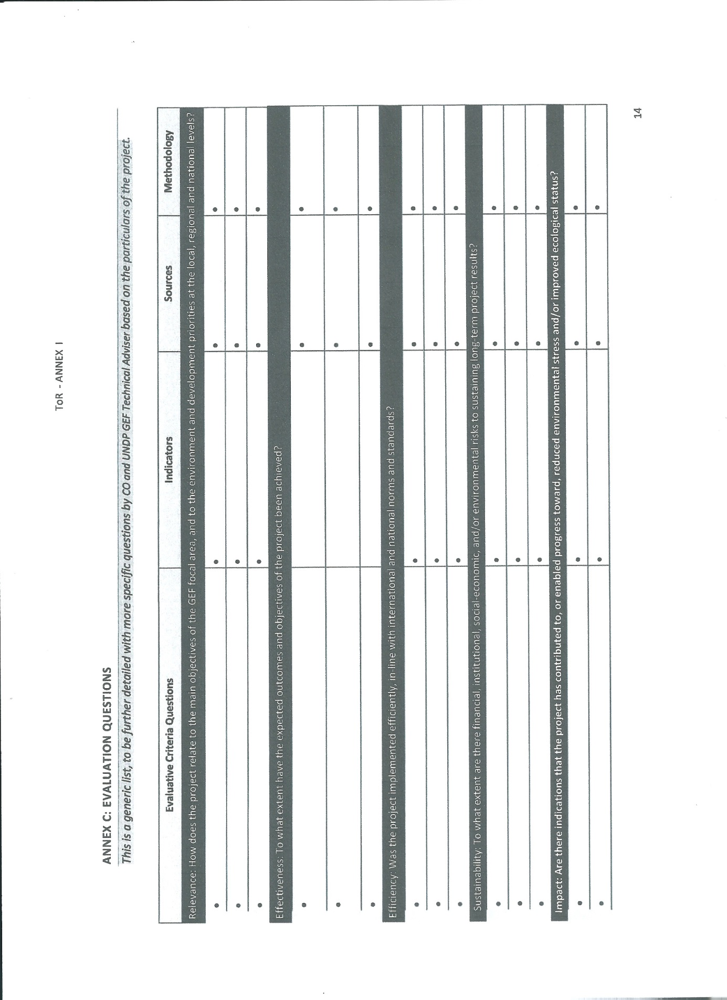 ToR - ANNEX I
ANNEX C: EVALUATION QUESTIONS
This is a generic list, to be further detailed with more specific questions by CO and UNDP GEF Technical Adviser based on the particulars of the project.
Evaluative Criteria Questions Indicators Sources Methodology
Relevance: How does the project relate to the main objectives of the GEF focal area, and to the environment and development priorities at the local, regional and national levels?
• • • •
• • • •
• • • •
Effectiveness: To what extent have the expected outcomes and objectives of the project been achieved?
• • •
• • •
• • •
Efficiency: Was the project implemented efficiently, in-line with international and national norms and standards?
• • • •
• • • •
• • • •
Sustainability: To what extent are there financial, institutional, social-economic, and/or environmental risks to sustaining long-term project results?
• • • •
• • • •
• • • •
Impact: Are there indications that the project has contributed to, or enabled progress toward, reduced environmental stress and/or improved ecological status?
• • • •
• • • •
14